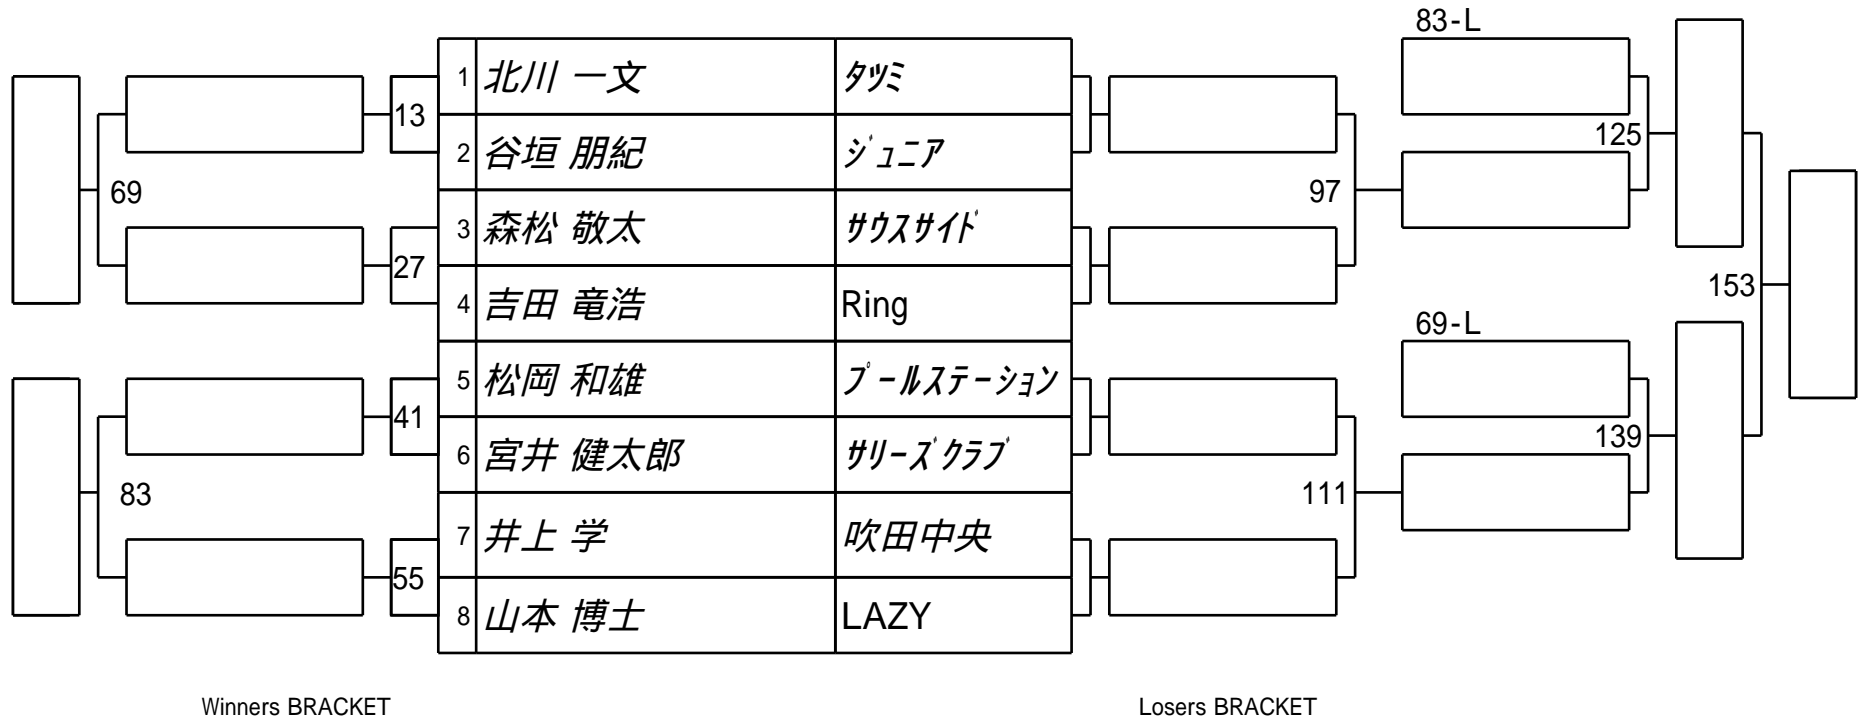 83-L
1 北川 一文 ﾀﾂﾐ
13
2 谷垣 朋紀 ｼﾞｭﾆｱ
125
69
97
3 森松 敬太 ｻｳｽｻｲﾄﾞ
27
4 吉田 竜浩 Ring
153
69-L
5 松岡 和雄 ﾌﾟｰﾙｽﾃｰｼｮﾝ
41
6 宮井 健太郎 ｻﾘｰｽﾞｸﾗﾌﾞ
139
83
111
7 井上 学 吹田中央
55
8 山本 博士 LAZY
Winners BRACKET
Losers BRACKET